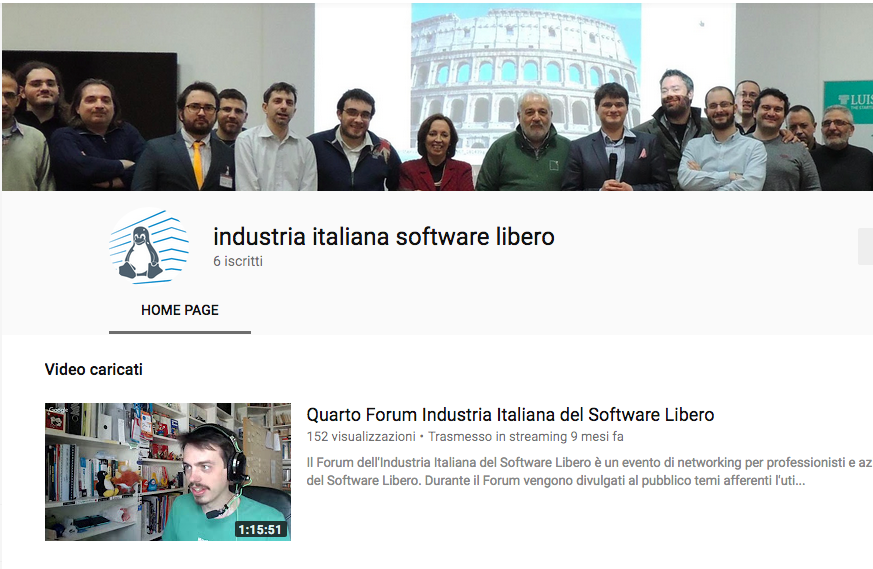 LUIS
industria italiana software libero
6 iscritti
HOME PAGE
Video caricati
Google
1:15:51
Quarto Forum Industria Italiana del Software Libero
152 visualizzazioni • Trasmesso in streaming 9 mesi fa
Il Forum dell'Industria Italiana del Software Libero è un evento di networking per professionisti e az
del Software Libero. Durante il Forum vengono divulgati al pubblico temi afferenti l'uti...